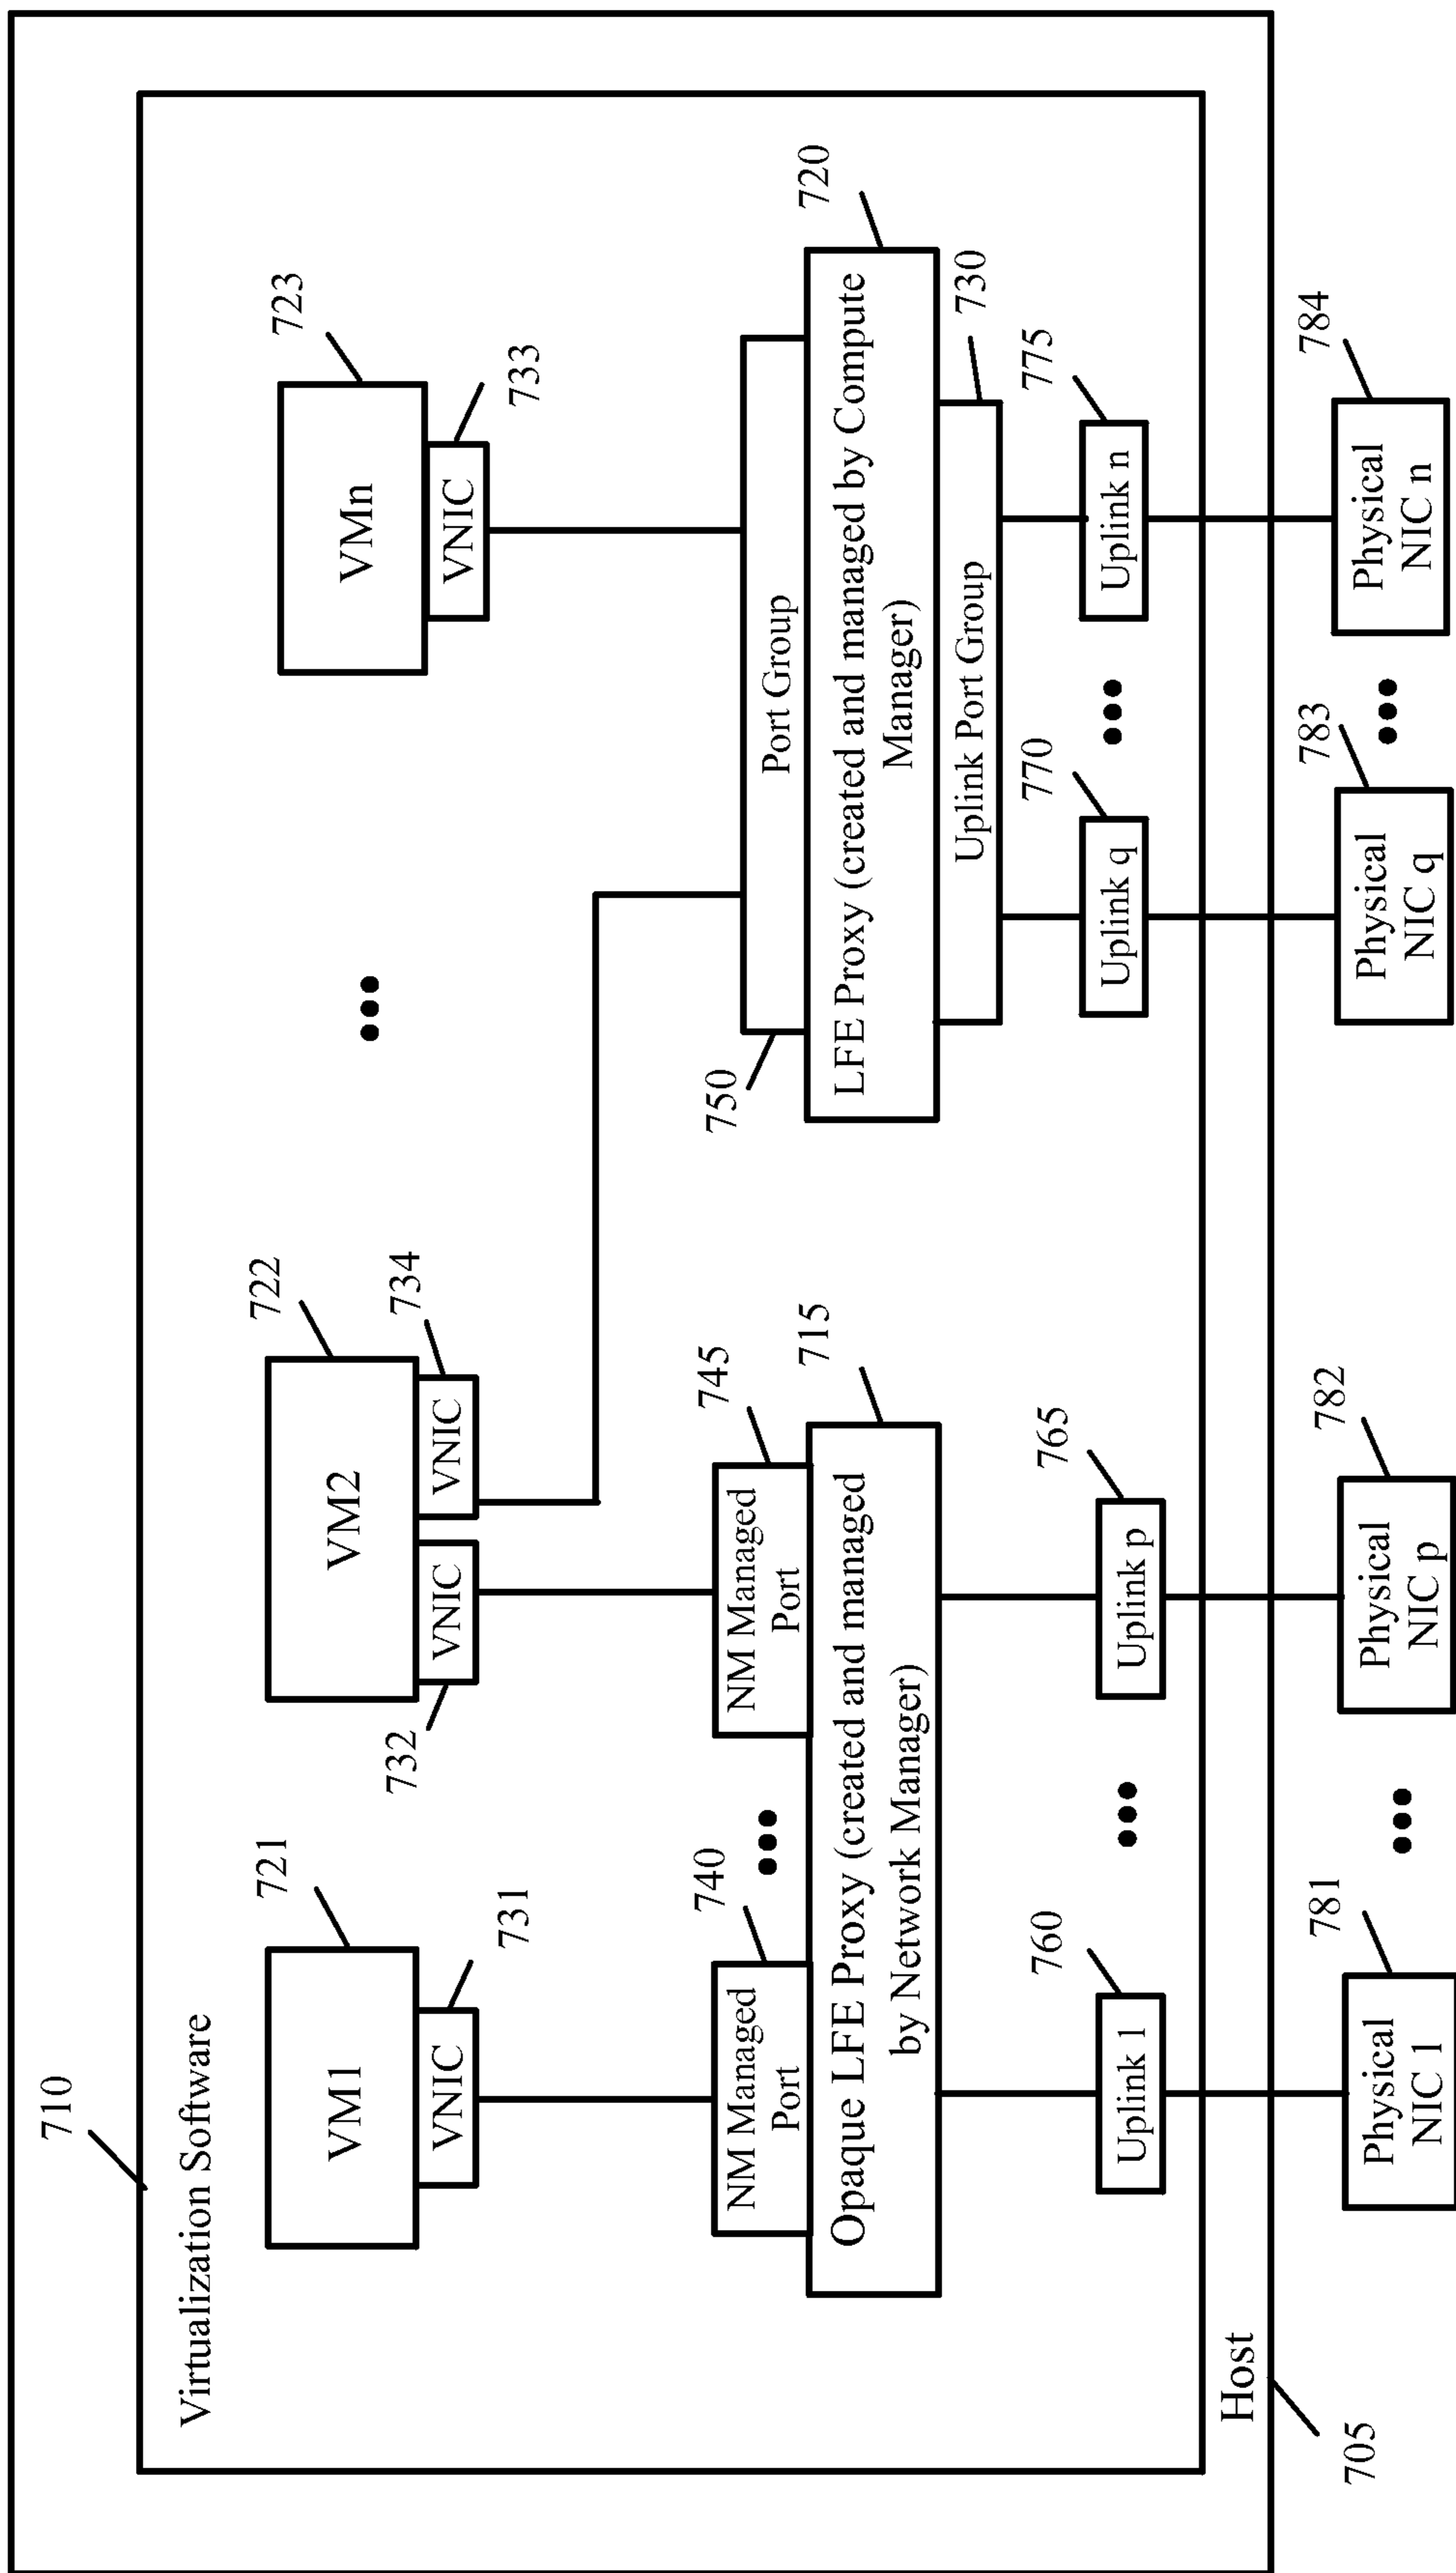 710
Virtualization Software
721
VM1
VNIC
731
722
VM2
VNIC
VNIC
732
734
723
VMn
VNIC
733
740
NM Managed
Port
745
NM Managed
Port
715
Opaque LFE Proxy (created and managed
by Network Manager)
750
Port Group
720
LFE Proxy (created and managed by Compute
Manager)
730
Uplink Port Group
760
Uplink 1
765
Uplink p
770
Uplink q
775
Uplink n
Host
705
781
Physical
NIC 1
782
Physical
NIC p
783
Physical
NIC q
784
Physical
NIC n